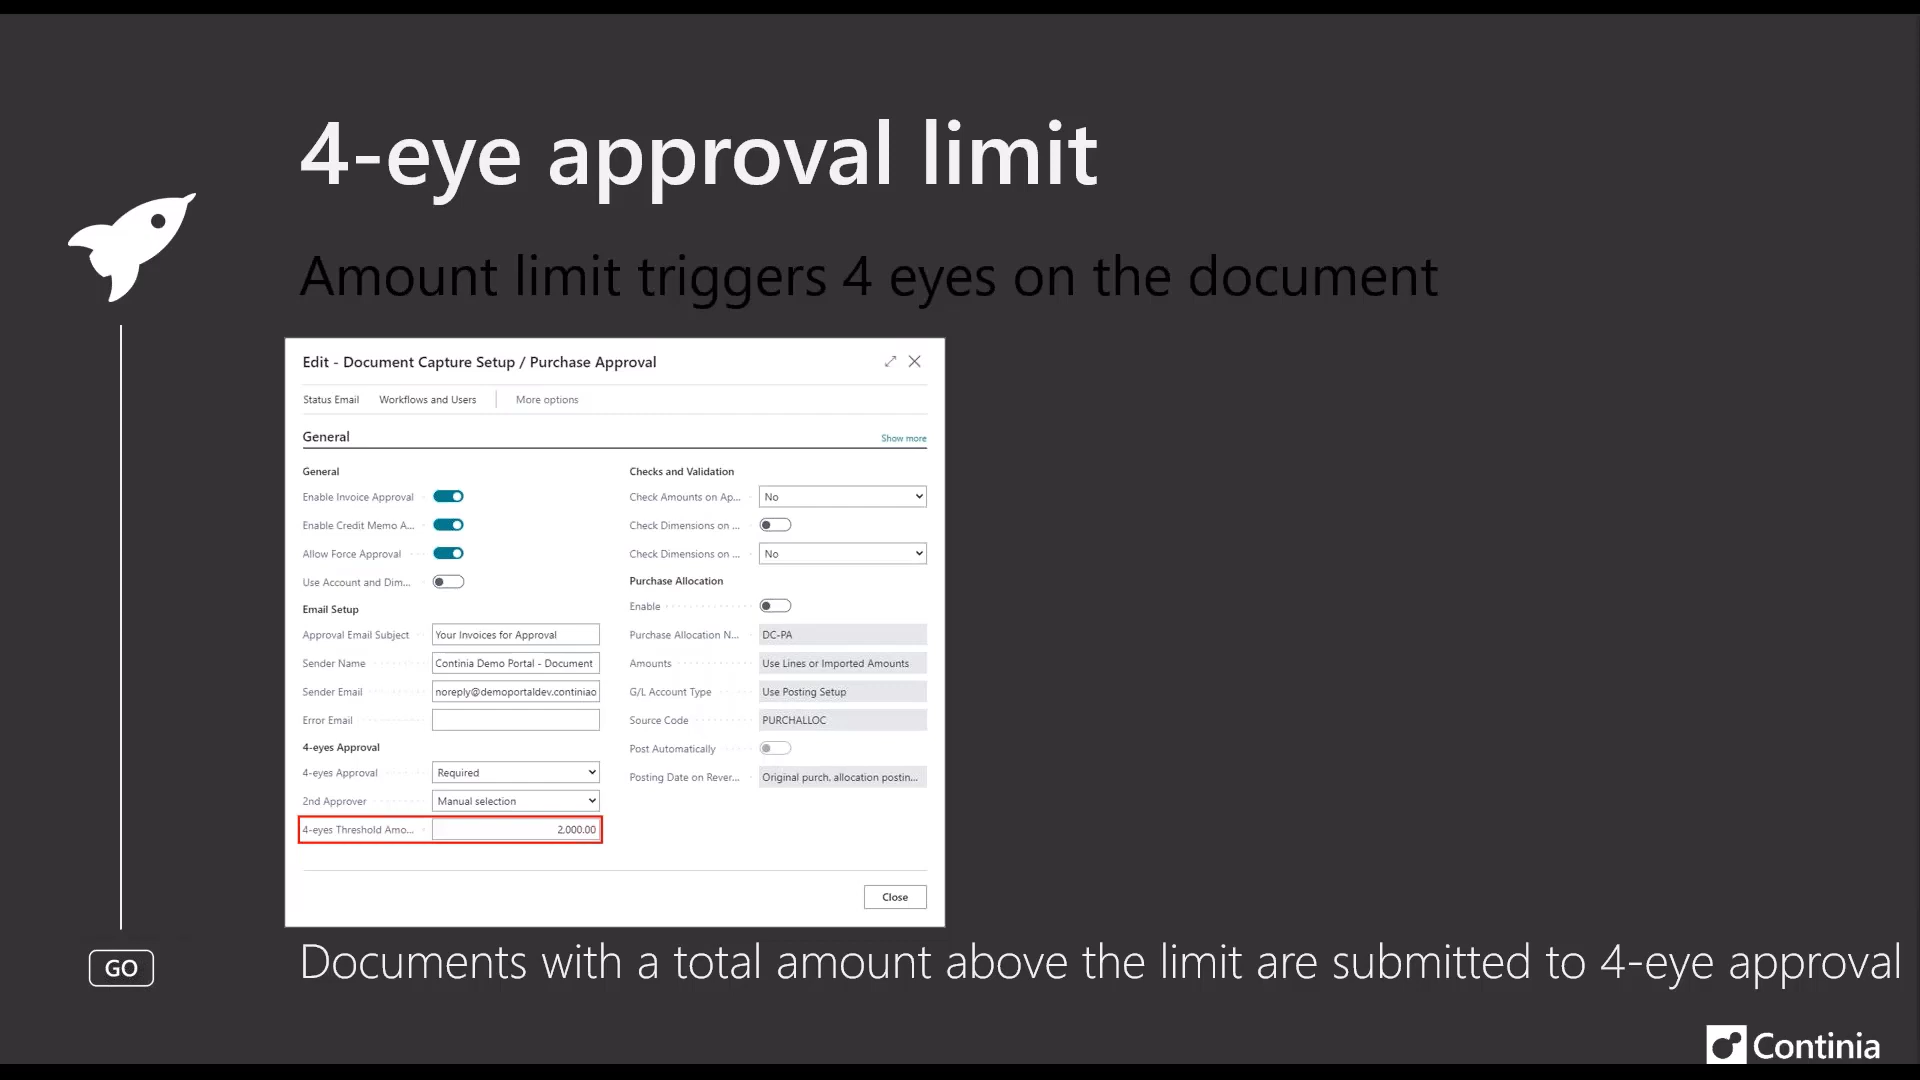 4-eye approval limit
Amount limit triggers 4 eyes on the document
Edit - Document Capture Setup / Purchase Approval
Status Email Workflows and Users More options
General Show more
General
Enable Invoice Approval
Enable Credit Memo A...
Allow Force Approval
Use Account and Dim...
Email Setup
Approval Email Subject Your Invoices for Approval
Sender Name Continia Demo Portal - Document
Sender Email noreply@demoportaldev.continiao
Error Email
4-eyes Approval
4-eyes Approval Required
2nd Approver Manual selection
4-eyes Threshold Amo... 2,000.00
Checks and Validation
Check Amounts on Ap... No
Check Dimensions on ...
Check Dimensions on ... No
Purchase Allocation
Enable
Purchase Allocation N... DC-PA
Amounts Use Lines or Imported Amounts
G/L Account Type Use Posting Setup
Source Code PURCHALLOC
Post Automatically
Posting Date on Rever... Original purch. allocation postin...
Close
GO
Documents with a total amount above the limit are submitted to 4-eye approval
Continia